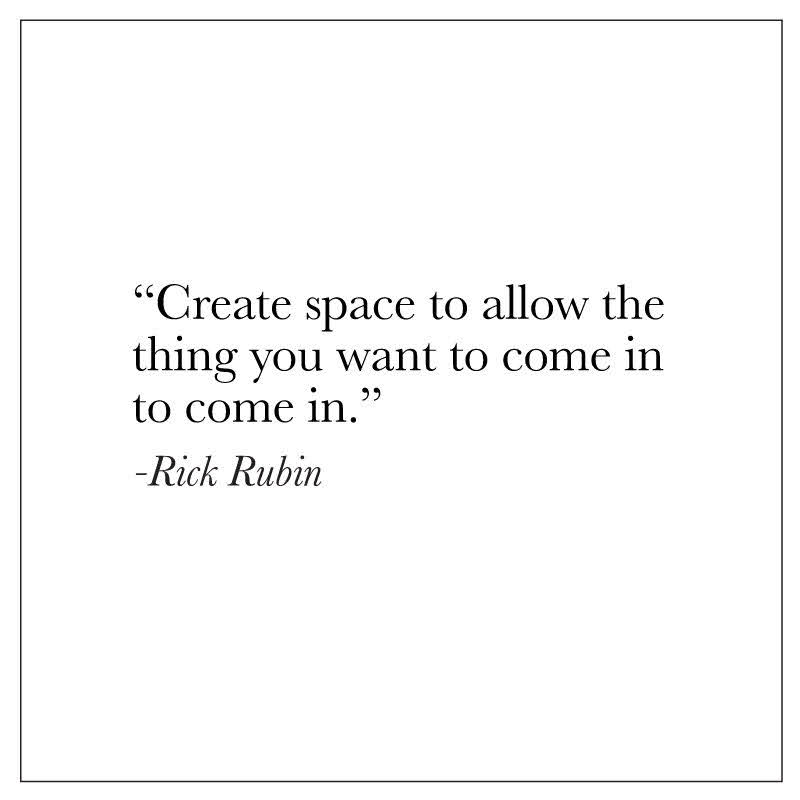 “Create space to allow the
thing you want to come in
to come in.”
-Rick Rubin